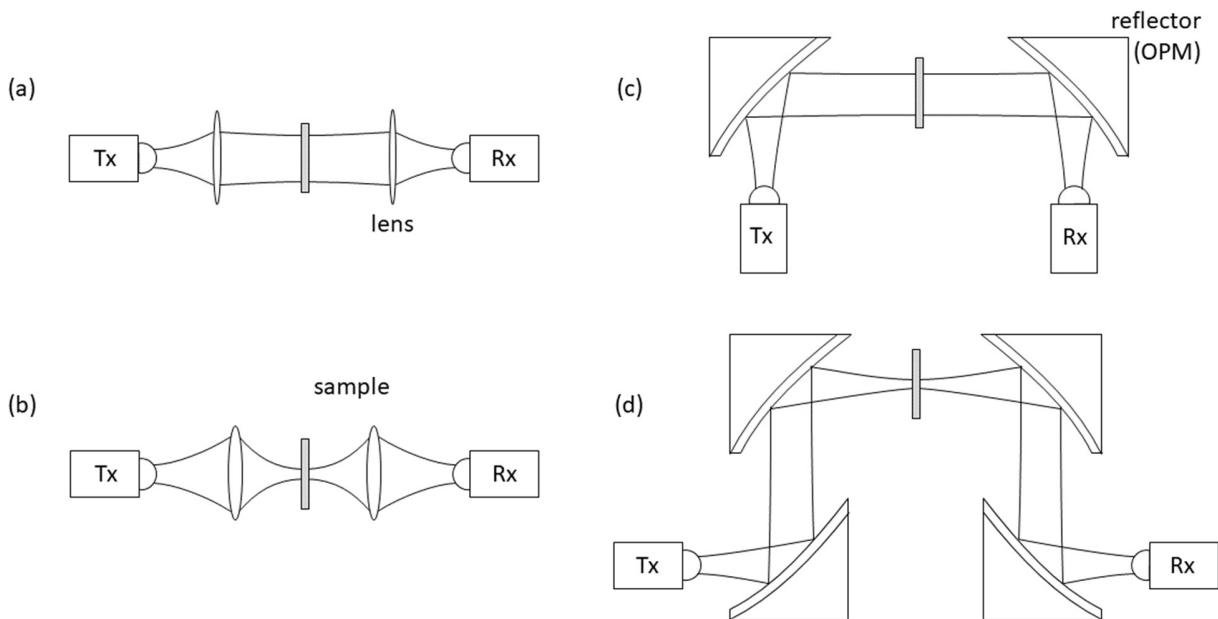 (a)
Tx
Rx
lens
(b)
sample
Tx
Rx
reflector
(OPM)
(c)
Tx
Rx
(d)
Tx
Rx